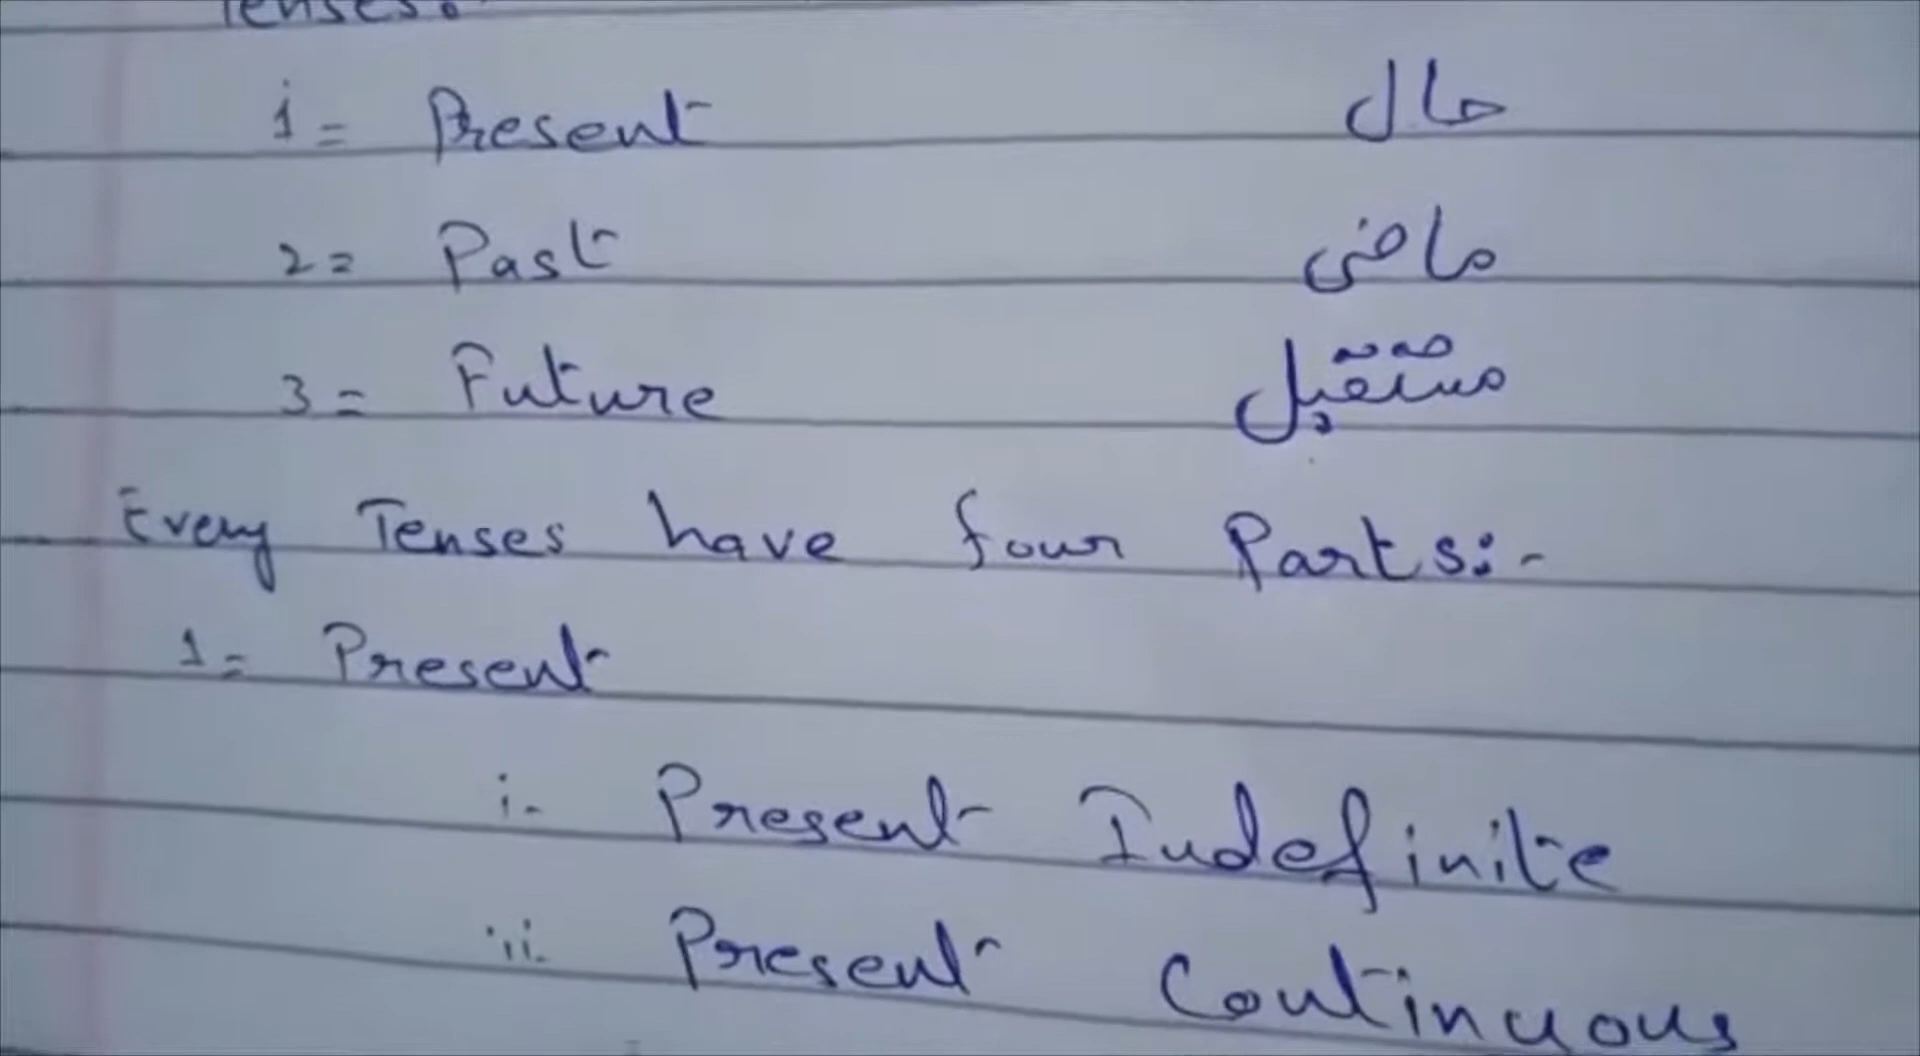 Tenses.
1= Present حال
2= Past ماضی
3= Future مستقبل
Every Tenses have four Parts:-
1= Present
i- Present Indefinite
ii- Present Continuous